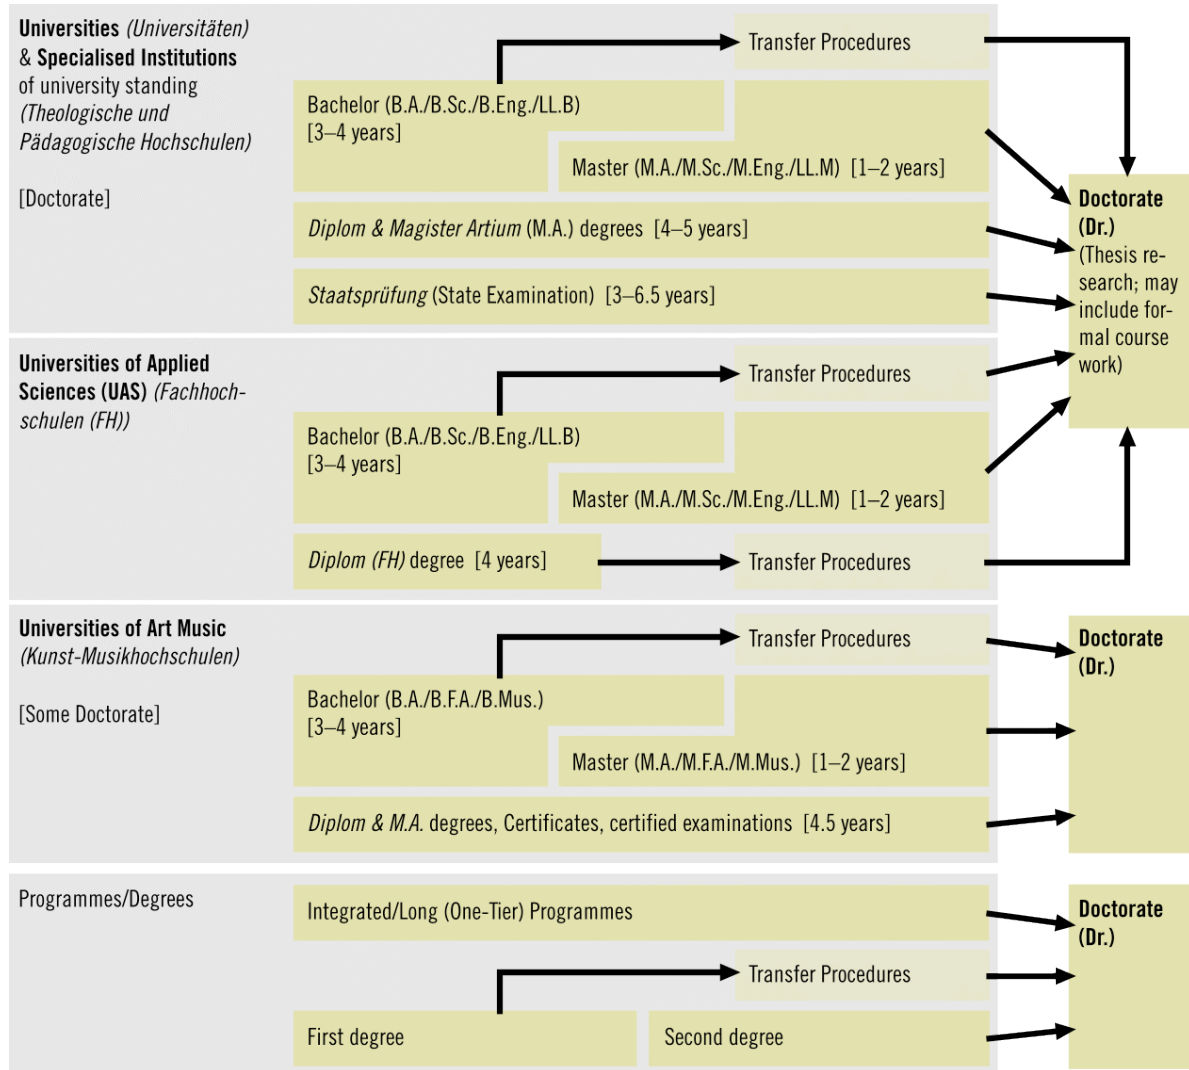 Universities (Universitäten)
& Specialised Institutions
of university standing
(Theologische und
Pädagogische Hochschulen)
[Doctorate]
Transfer Procedures
Bachelor (B.A./B.Sc./B.Eng./LL.B)
[3–4 years]
Master (M.A./M.Sc./M.Eng./LL.M) [1–2 years]
Diplom & Magister Artium (M.A.) degrees [4–5 years]
Staatsprüfung (State Examination) [3–6.5 years]
Doctorate
(Dr.)
(Thesis re-
search; may
include for-
mal course
work)
Universities of Applied
Sciences (UAS) (Fachhoch-
schulen (FH))
Transfer Procedures
Bachelor (B.A./B.Sc./B.Eng./LL.B)
[3–4 years]
Master (M.A./M.Sc./M.Eng./LL.M) [1–2 years]
Diplom (FH) degree [4 years]
Transfer Procedures
Universities of Art Music
(Kunst-Musikhochschulen)
[Some Doctorate]
Transfer Procedures
Bachelor (B.A./B.F.A./B.Mus.)
[3–4 years]
Master (M.A./M.F.A./M.Mus.) [1–2 years]
Diplom & M.A. degrees, Certificates, certified examinations [4.5 years]
Doctorate
(Dr.)
Programmes/Degrees
Integrated/Long (One-Tier) Programmes
Transfer Procedures
First degree
Second degree
Doctorate
(Dr.)